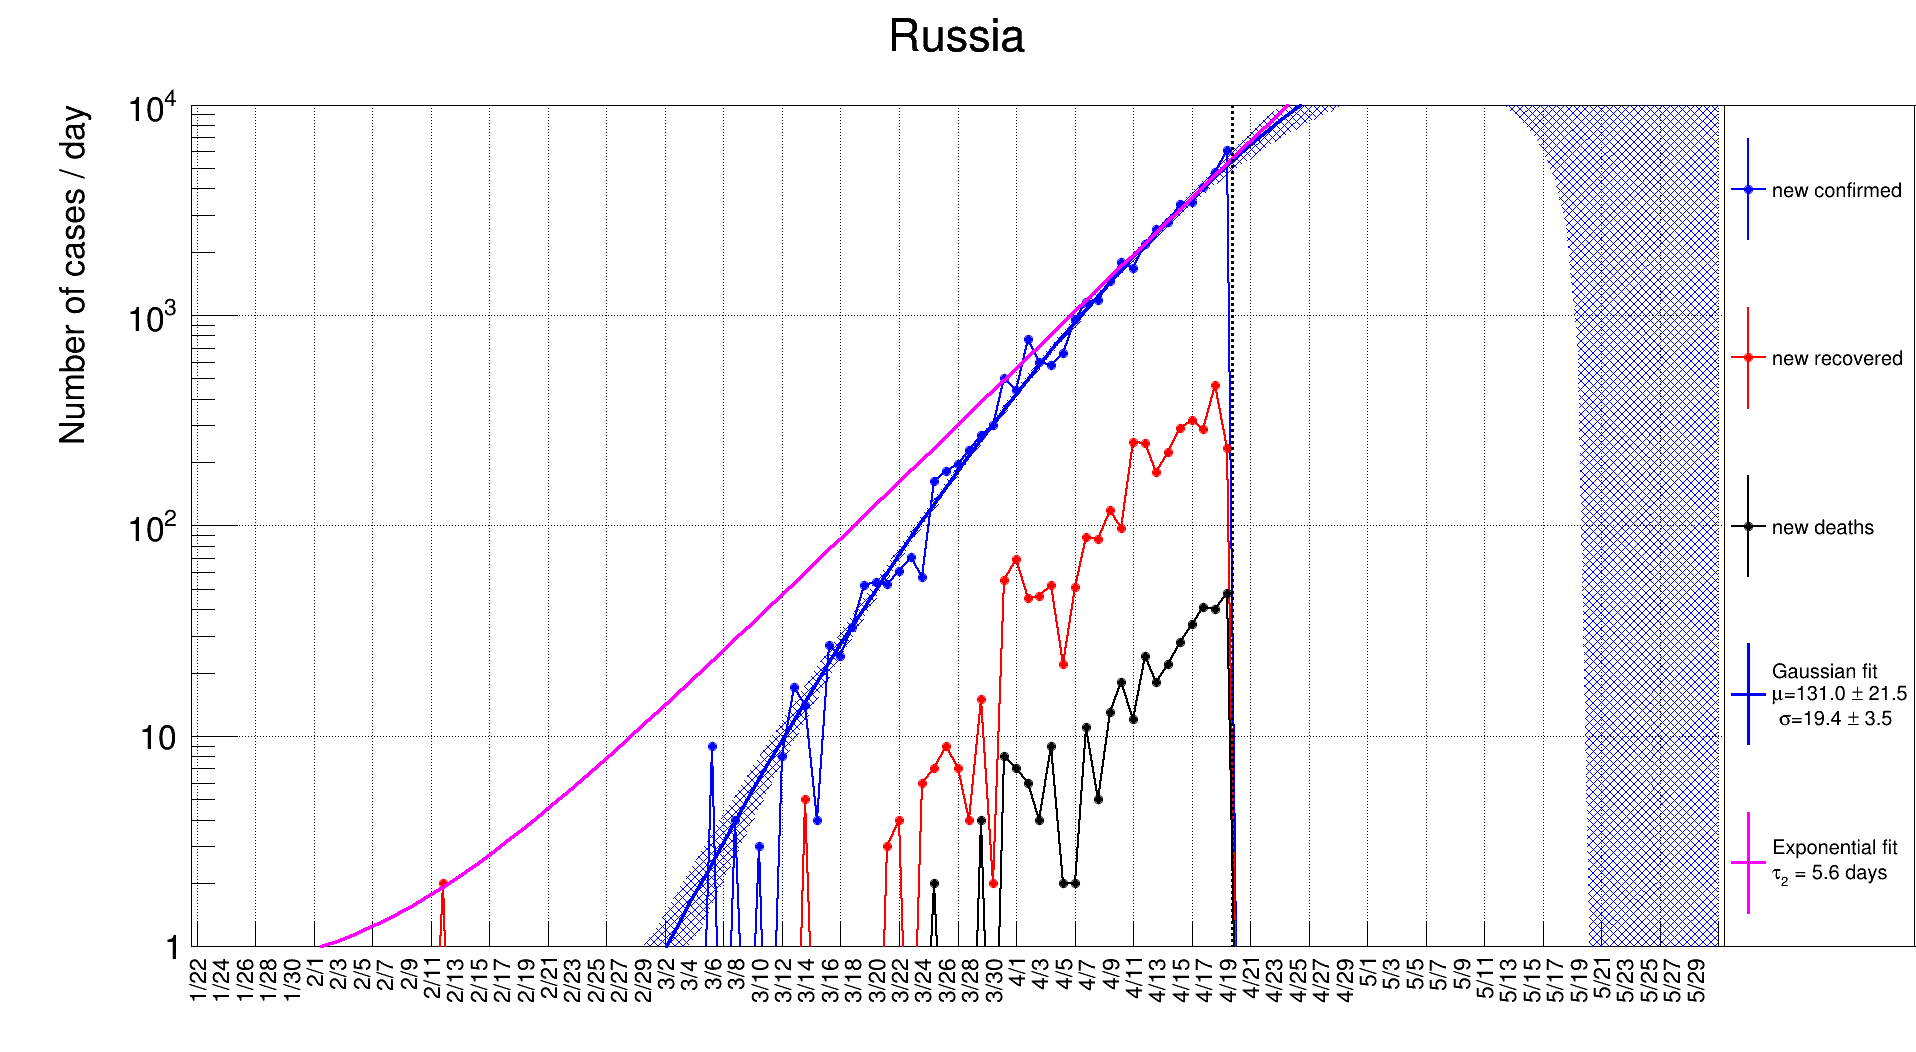 Russia
Number of cases / day
10⁴
10³
10²
10
1
1/22 1/24 1/26 1/28 1/30 2/1 2/3 2/5 2/7 2/9 2/11 2/13 2/15 2/17 2/19 2/21 2/23 2/25 2/27 2/29 3/2 3/4 3/6 3/8 3/10 3/12 3/14 3/16 3/18 3/20 3/22 3/24 3/26 3/28 3/30 4/1 4/3 4/5 4/7 4/9 4/11 4/13 4/15 4/17 4/19 4/21 4/23 4/25 4/27 4/29 5/1 5/3 5/5 5/7 5/9 5/11 5/13 5/15 5/17 5/19 5/21 5/23 5/25 5/27 5/29
new confirmed
new recovered
new deaths
Gaussian fit
μ=131.0 ± 21.5
σ=19.4 ± 3.5
Exponential fit
τ₂ = 5.6 days